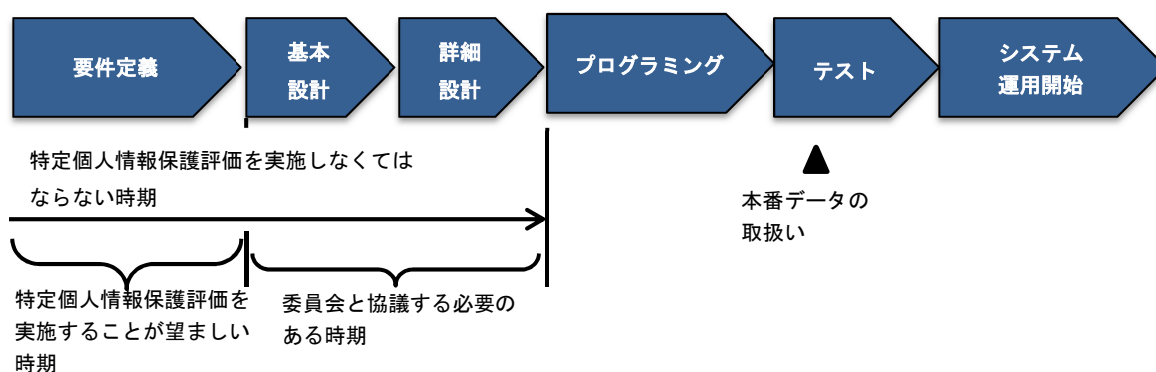 要件定義
基本
設計
詳細
設計
プログラミング
テスト
システム
運用開始
特定個人情報保護評価を実施しなくては
ならない時期
本番データの
取扱い
特定個人情報保護評価を
実施することが望ましい
時期
委員会と協議する必要の
ある時期